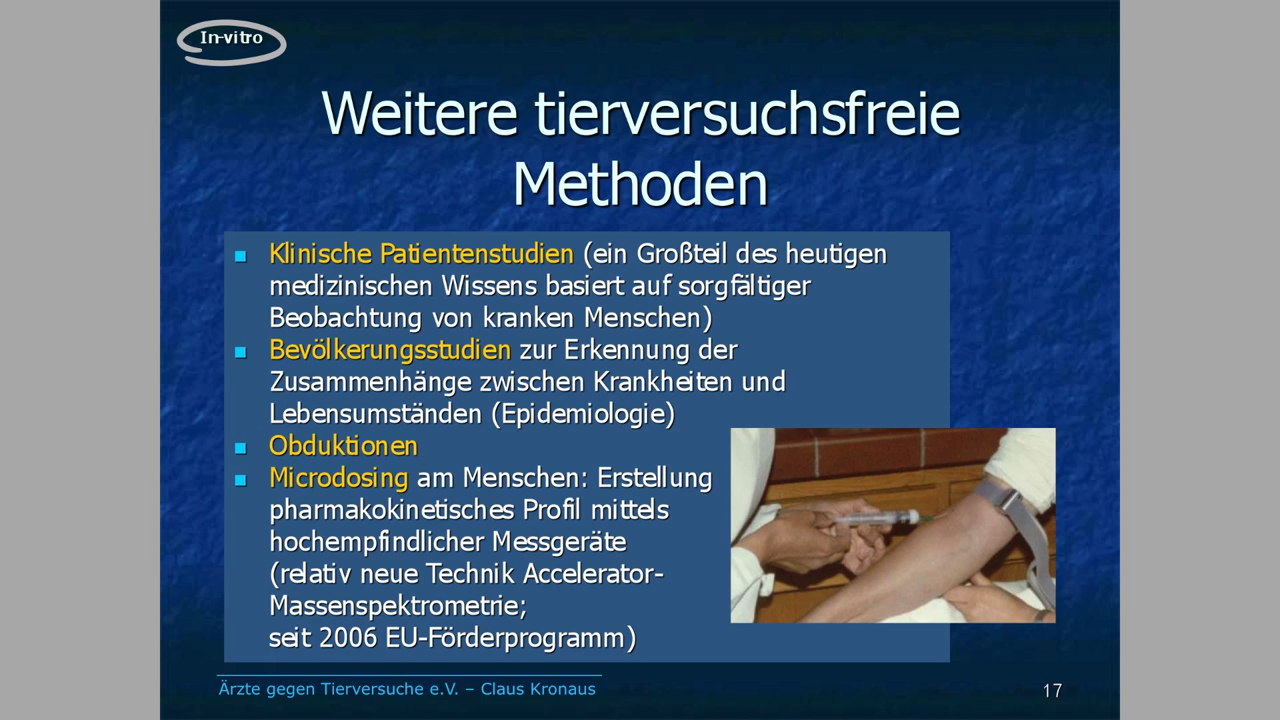 In-vitro
Weitere tierversuchsfreie
Methoden
Klinische Patientenstudien (ein Großteil des heutigen
medizinischen Wissens basiert auf sorgfältiger
Beobachtung von kranken Menschen)
Bevölkerungsstudien zur Erkennung der
Zusammenhänge zwischen Krankheiten und
Lebensumständen (Epidemiologie)
Obduktionen
Microdosing am Menschen: Erstellung
pharmakokinetisches Profil mittels
hochempfindlicher Messgeräte
(relativ neue Technik Accelerator-
Massenspektrometrie;
seit 2006 EU-Förderprogramm)
Ärzte gegen Tierversuche e.V. – Claus Kronaus
17